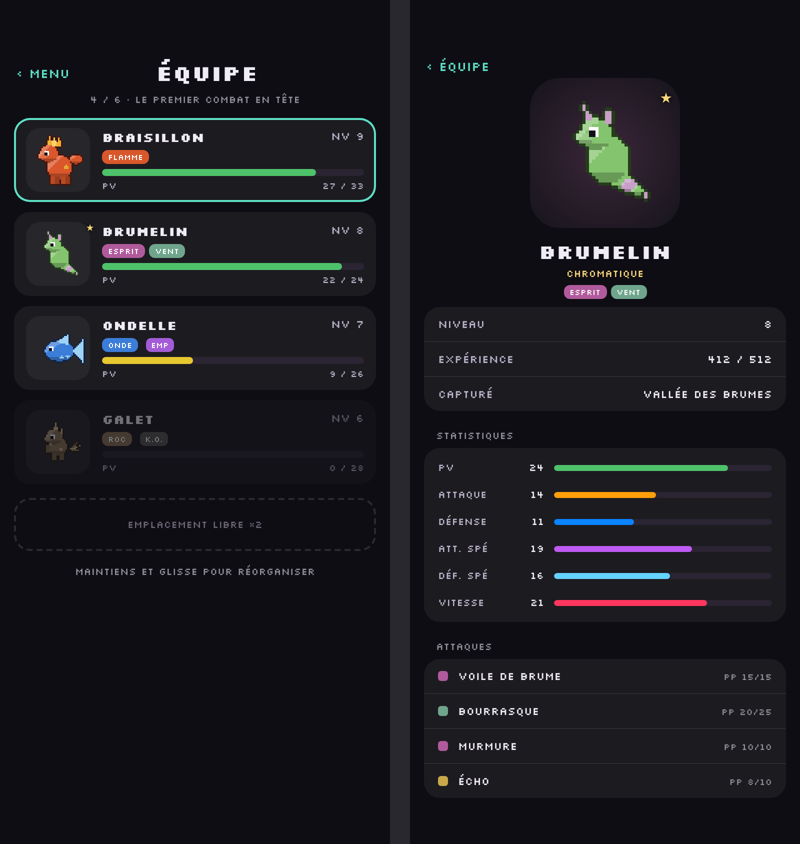 ‹ MENU
ÉQUIPE
4 / 6 · LE PREMIER COMBAT EN TÊTE
BRAISILLON NV 9
FLAMME
PV 27 / 33
BRUMELIN NV 8
ESPRIT VENT
PV 22 / 24
ONDELLE NV 7
ONDE EMP
PV 9 / 26
GALET NV 6
ROC K.O.
PV 0 / 28
EMPLACEMENT LIBRE ×2
MAINTIENS ET GLISSE POUR RÉORGANISER
‹ ÉQUIPE
BRUMELIN
CHROMATIQUE
ESPRIT VENT
NIVEAU 8
EXPÉRIENCE 412 / 512
CAPTURÉ VALLÉE DES BRUMES
STATISTIQUES
PV 24
ATTAQUE 14
DÉFENSE 11
ATT. SPÉ 19
DÉF. SPÉ 16
VITESSE 21
ATTAQUES
VOILE DE BRUME PP 15/15
BOURRASQUE PP 20/25
MURMURE PP 10/10
ÉCHO PP 8/10